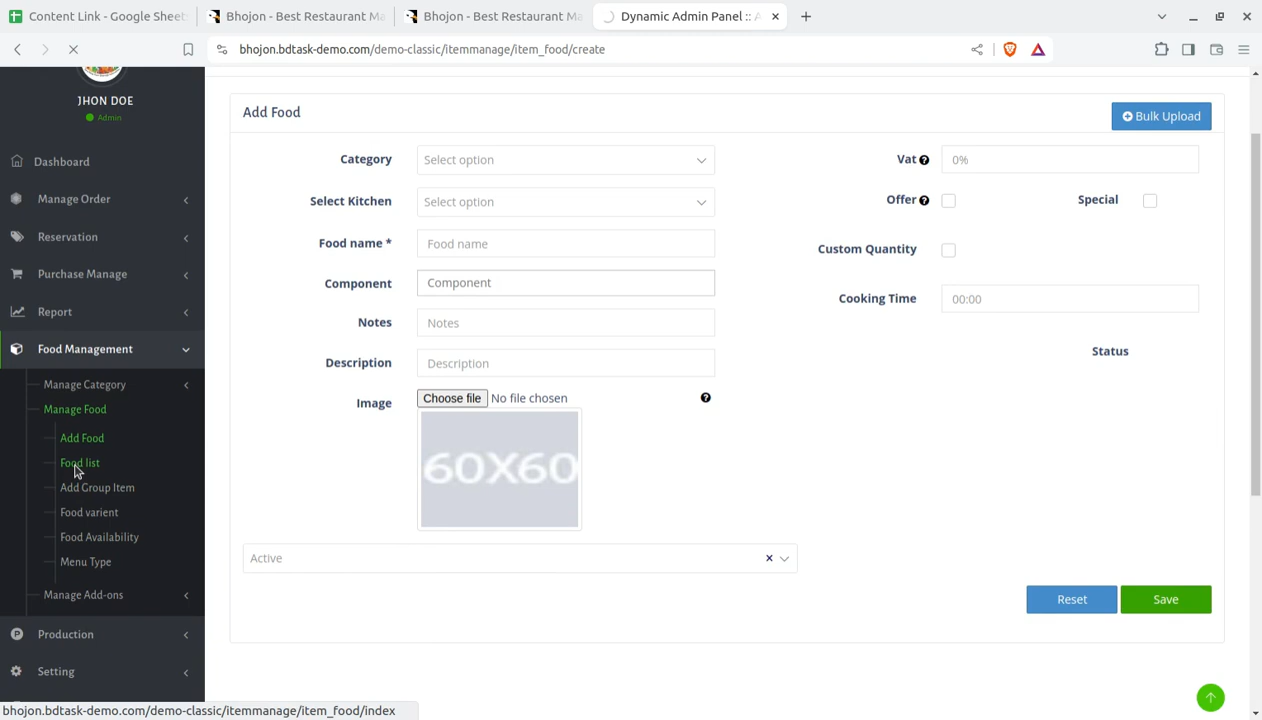 Content Link - Google Sheet
Bhojon - Best Restaurant Ma
Bhojon - Best Restaurant Ma
Dynamic Admin Panel :: A
bhojon.bdtask-demo.com/demo-classic/itemmanage/item_food/create
JHON DOE
Admin
Dashboard
Manage Order
Reservation
Purchase Manage
Report
Food Management
Manage Category
Manage Food
Add Food
Food list
Add Group Item
Food varient
Food Availability
Menu Type
Manage Add-ons
Production
Setting
Add Food
Bulk Upload
Category Select option
Select Kitchen Select option
Food name * Food name
Component Component
Notes Notes
Description Description
Image Choose file No file chosen
60X60
Vat 0%
Offer Special
Custom Quantity
Cooking Time 00:00
Status
Active
Reset Save
bhojon.bdtask-demo.com/demo-classic/itemmanage/item_food/index